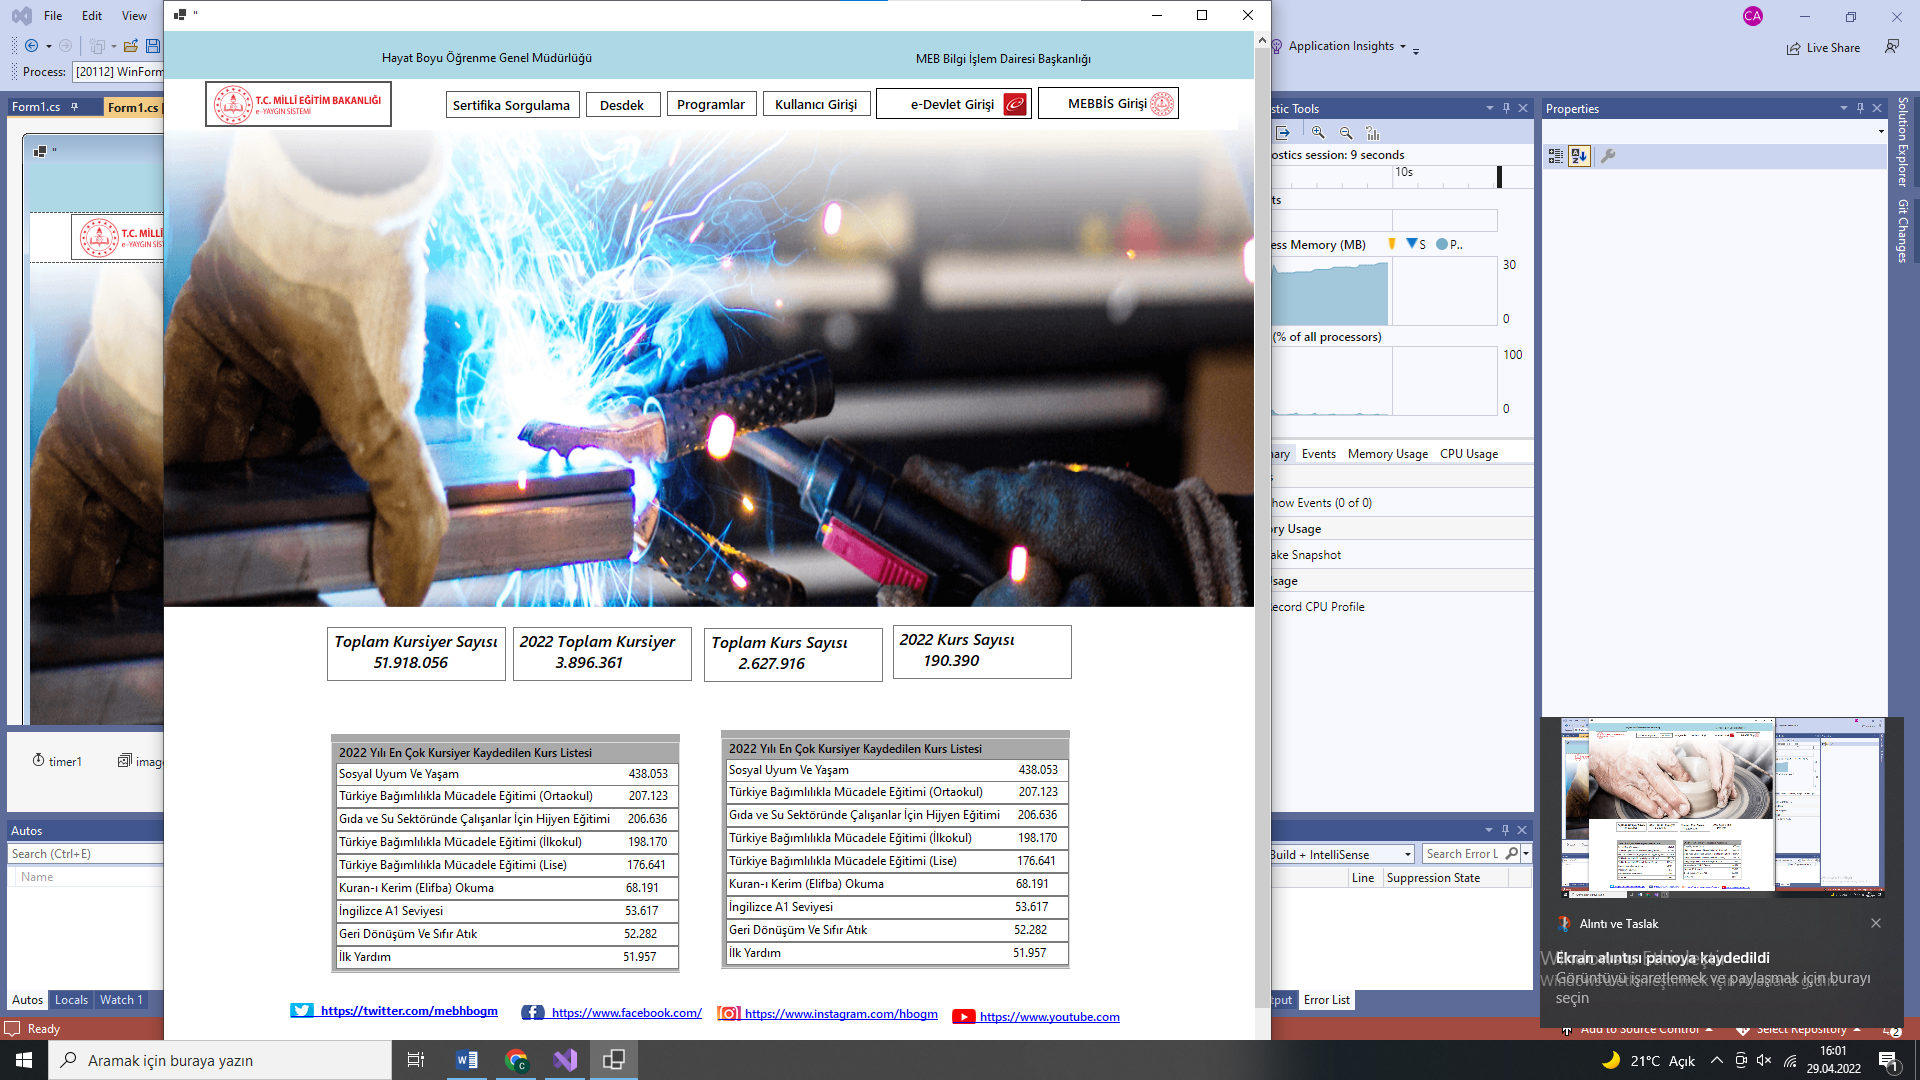 File Edit View
Process: [20112] WinForm
Form1.cs
Form1.cs
T.C. MİLLÎ
timer1
Autos
Search (Ctrl+E)
Name
Autos Locals Watch 1
Ready
Hayat Boyu Öğrenme Genel Müdürlüğü
MEB Bilgi İşlem Dairesi Başkanlığı
T.C. MİLLÎ EĞİTİM BAKANLIĞI
e-YAYGIN SİSTEMİ
Sertifika Sorgulama
Desdek
Programlar
Kullanıcı Girişi
e-Devlet Girişi
MEBBİS Girişi
Toplam Kursiyer Sayısı
51.918.056
2022 Toplam Kursiyer
3.896.361
Toplam Kurs Sayısı
2.627.916
2022 Kurs Sayısı
190.390
2022 Yılı En Çok Kursiyer Kaydedilen Kurs Listesi
Sosyal Uyum Ve Yaşam 438.053
Türkiye Bağımlılıkla Mücadele Eğitimi (Ortaokul) 207.123
Gıda ve Su Sektöründe Çalışanlar İçin Hijyen Eğitimi 206.636
Türkiye Bağımlılıkla Mücadele Eğitimi (İlkokul) 198.170
Türkiye Bağımlılıkla Mücadele Eğitimi (Lise) 176.641
Kuran-ı Kerim (Elifba) Okuma 68.191
İngilizce A1 Seviyesi 53.617
Geri Dönüşüm Ve Sıfır Atık 52.282
İlk Yardım 51.957
2022 Yılı En Çok Kursiyer Kaydedilen Kurs Listesi
Sosyal Uyum Ve Yaşam 438.053
Türkiye Bağımlılıkla Mücadele Eğitimi (Ortaokul) 207.123
Gıda ve Su Sektöründe Çalışanlar İçin Hijyen Eğitimi 206.636
Türkiye Bağımlılıkla Mücadele Eğitimi (İlkokul) 198.170
Türkiye Bağımlılıkla Mücadele Eğitimi (Lise) 176.641
Kuran-ı Kerim (Elifba) Okuma 68.191
İngilizce A1 Seviyesi 53.617
Geri Dönüşüm Ve Sıfır Atık 52.282
İlk Yardım 51.957
https://twitter.com/mebhbogm
https://www.facebook.com/
https://www.instagram.com/hbogm
https://www.youtube.com
CA
Application Insights
Live Share
stic Tools
ostics session: 9 seconds
10s
ts
ess Memory (MB) S P..
30
0
(% of all processors)
100
0
ary Events Memory Usage CPU Usage
how Events (0 of 0)
ory Usage
ake Snapshot
sage
ecord CPU Profile
Build + IntelliSense
Search Error L
Line Suppression State
put Error List
Properties
Solution Explorer
Git Changes
Alıntı ve Taslak
Ekran alıntısı panoya kaydedildi
Görüntüyü işaretlemek ve paylaşmak için burayı
seçin
Add to Source Control Select Repository 2
Aramak için buraya yazın
21°C Açık
16:01
29.04.2022
1